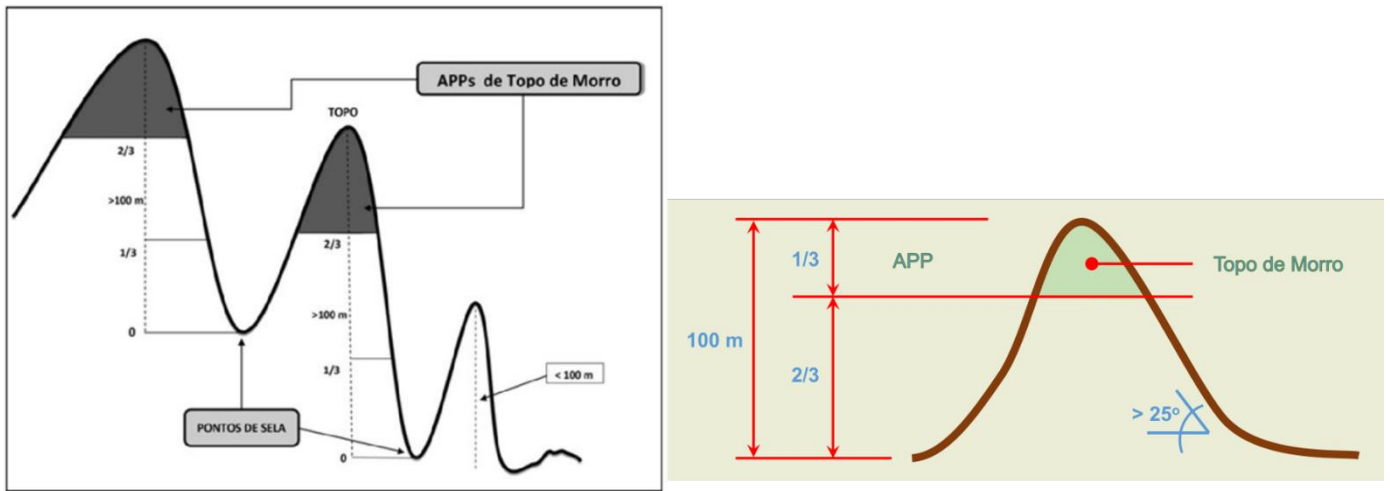 APPs de Topo de Morro
TOPO
2/3
>100 m
1/3
0
2/3
>100 m
1/3
0
< 100 m
PONTOS DE SELA
1/3
APP
Topo de Morro
100 m
2/3
> 25º